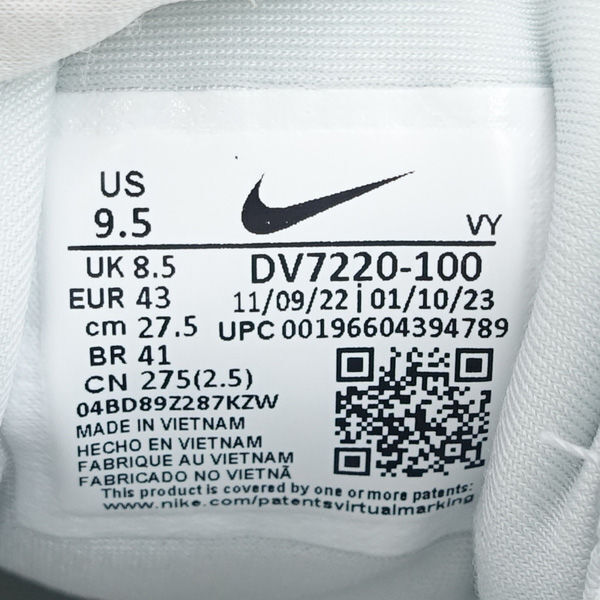 US
9.5
VY
UK 8.5
DV7220-100
EUR 43
11/09/22 | 01/10/23
cm 27.5
UPC 00196604394789
BR 41
CN 275(2.5)
04BD89Z287KZW
MADE IN VIETNAM
HECHO EN VIETNAM
FABRIQUE AU VIETNAM
FABRICADO NO VIETNÃ
This product is covered by one or more patents:
www.nike.com/patentsvirtualmarking